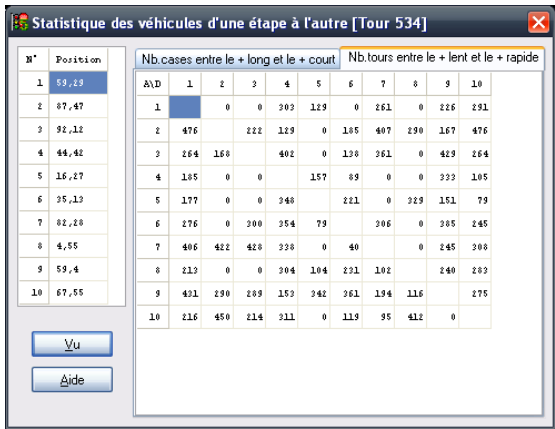 Statistique des véhicules d'une étape à l'autre [Tour 534]
Nb.cases entre le + long et le + court Nb.tours entre le + lent et le + rapide
N° Position
1 59,29
2 87,47
3 92,12
4 44,42
5 16,27
6 35,13
7 82,28
8 4,55
9 59,4
10 67,55
Vu
Aide
A\D 1 2 3 4 5 6 7 8 9 10
1 0 0 303 129 0 261 0 226 291
2 476 222 129 0 185 407 290 167 476
3 264 168 402 0 138 361 0 429 264
4 185 0 0 157 89 0 0 333 105
5 177 0 0 348 221 0 329 151 79
6 276 0 300 354 79 306 0 385 245
7 406 422 428 338 0 40 0 245 308
8 213 0 0 304 104 231 102 240 283
9 431 290 289 153 342 361 194 116 275
10 216 450 214 311 0 119 95 412 0